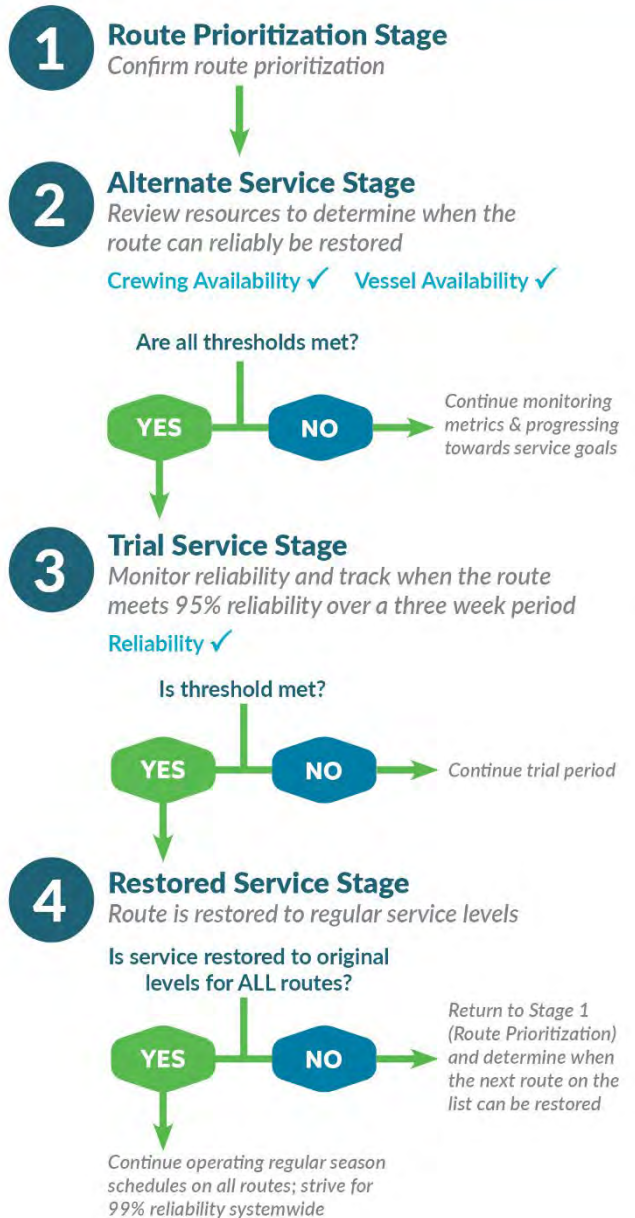 1
Route Prioritization Stage
Confirm route prioritization
2
Alternate Service Stage
Review resources to determine when the
route can reliably be restored
Crewing Availability ✓ Vessel Availability ✓
Are all thresholds met?
YES
NO
Continue monitoring
metrics & progressing
towards service goals
3
Trial Service Stage
Monitor reliability and track when the route
meets 95% reliability over a three week period
Reliability ✓
Is threshold met?
YES
NO
Continue trial period
4
Restored Service Stage
Route is restored to regular service levels
Is service restored to original
levels for ALL routes?
YES
NO
Return to Stage 1
(Route Prioritization)
and determine when
the next route on the
list can be restored
Continue operating regular season
schedules on all routes; strive for
99% reliability systemwide